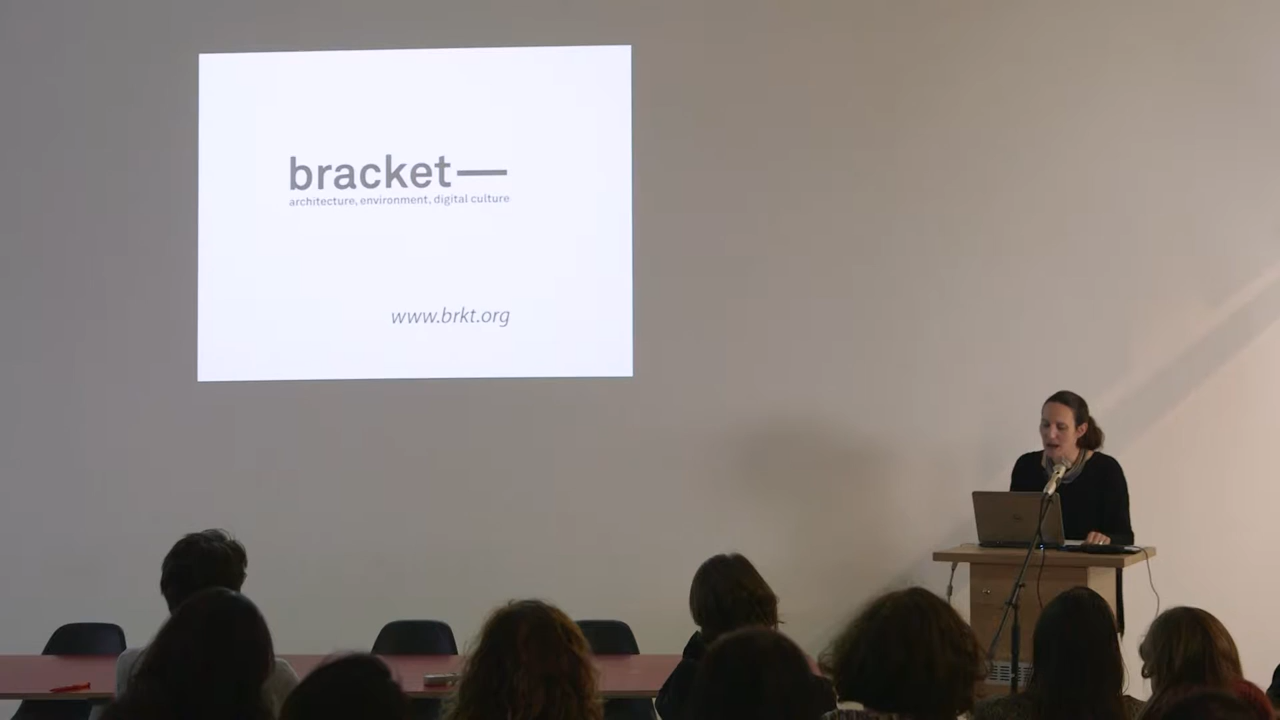 bracket—
architecture, environment, digital culture
www.brkt.org